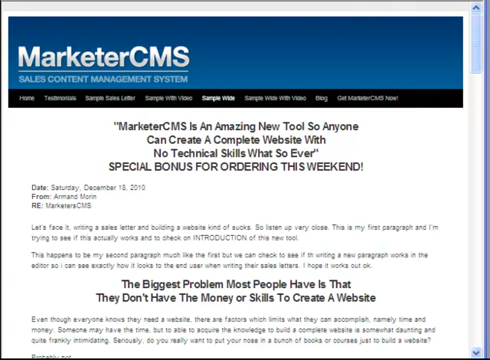 MarketerCMS
SALES CONTENT MANAGEMENT SYSTEM
Home Testimonials Sample Sales Letter Sample With Video Sample Wide Sample Wide With Video Blog Get MarketerCMS Now!
"MarketerCMS Is An Amazing New Tool So Anyone
Can Create A Complete Website With
No Technical Skills What So Ever"
SPECIAL BONUS FOR ORDERING THIS WEEKEND!
Date: Saturday, December 18, 2010
From: Armand Morin
RE: MarketersCMS
Let's face it, writing a sales letter and building a website kind of sucks. So listen up very close. This is my first paragraph and I'm
trying to see if this actually works and to check on INTRODUCTION of this new tool.
This happens to be my second paragraph much like the first but we can check to see if th writing a new paragraph works in the
editor so i can see exactly how it looks to the end user when writing their sales letters. I hope it works out ok.
The Biggest Problem Most People Have Is That
They Don't Have The Money or Skills To Create A Website
Even though everyone knows they need a website, there are factors which limits what they can accomplish, namely time and
money. Someone may have the time, but to able to acquire the knowledge to build a complete website is somewhat daunting and
quite frankly intimidating. Seriously, do you really want to put your nose in a bunch of books or courses just to build a website?
Probably not.